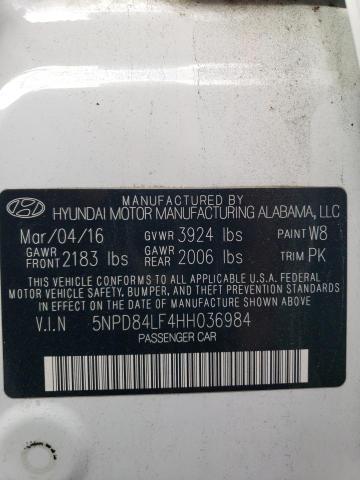 MANUFACTURED BY
HYUNDAI MOTOR MANUFACTURING ALABAMA, LLC
Mar/04/16 GVWR 3924 lbs PAINT W8
GAWR FRONT 2183 lbs GAWR REAR 2006 lbs TRIM PK
THIS VEHICLE CONFORMS TO ALL APPLICABLE U.S. FEDERAL
MOTOR VEHICLE SAFETY, BUMPER, AND THEFT PREVENTION
STANDARDS IN EFFECT ON THE DATE OF MANUFACTURE SHOWN ABOVE.
V.I.N 5NPD84LF4HH036984
PASSENGER CAR